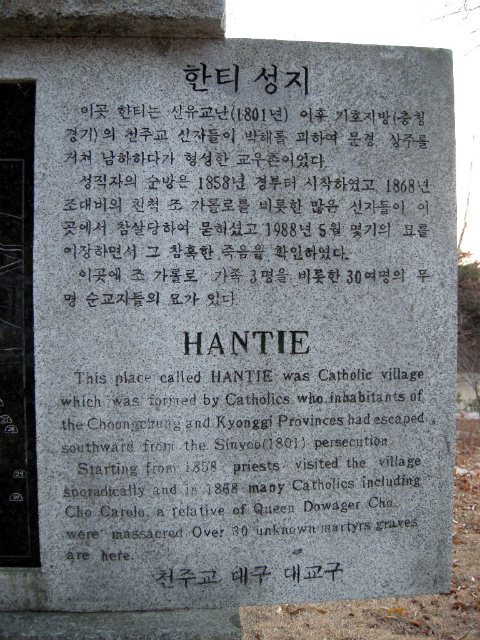 한티 성지
이곳 한티는 신유교난(1801년) 이후 기호지방(충청
경기)의 천주교 신자들이 박해를 피하여 문경 상주를
거쳐 남하하다가 형성한 교우촌이었다.
성직자의 순방은 1858년 경부터 시작하였고 1868년
조대비의 친척 조 가롤로를 비롯한 많은 신자들이 이
곳에서 참살당하여 묻혀섰고 1988년 5월 몇기의 묘를
이장하면서 그 참혹한 죽음을 확인하였다.
이곳에 조 가롤로 가족 3명을 비롯한 30여명의 무
명 순교자들의 묘가 있다
HANTIE
This place called HANTIE was Catholic village
which was formed by Catholics who inhabitants of
the Choongchung and Kyonggi Provinces had escaped
southward from the Sinyoo(1801) persecution.
Starting from 1858 priests visited the village
sporadically and in 1868 many Catholics including
Cho Carolo, a relative of Queen Dowager Cho
were massacred. Over 30 unknown martyrs graves
are here.
천주교 대구 대교구
21